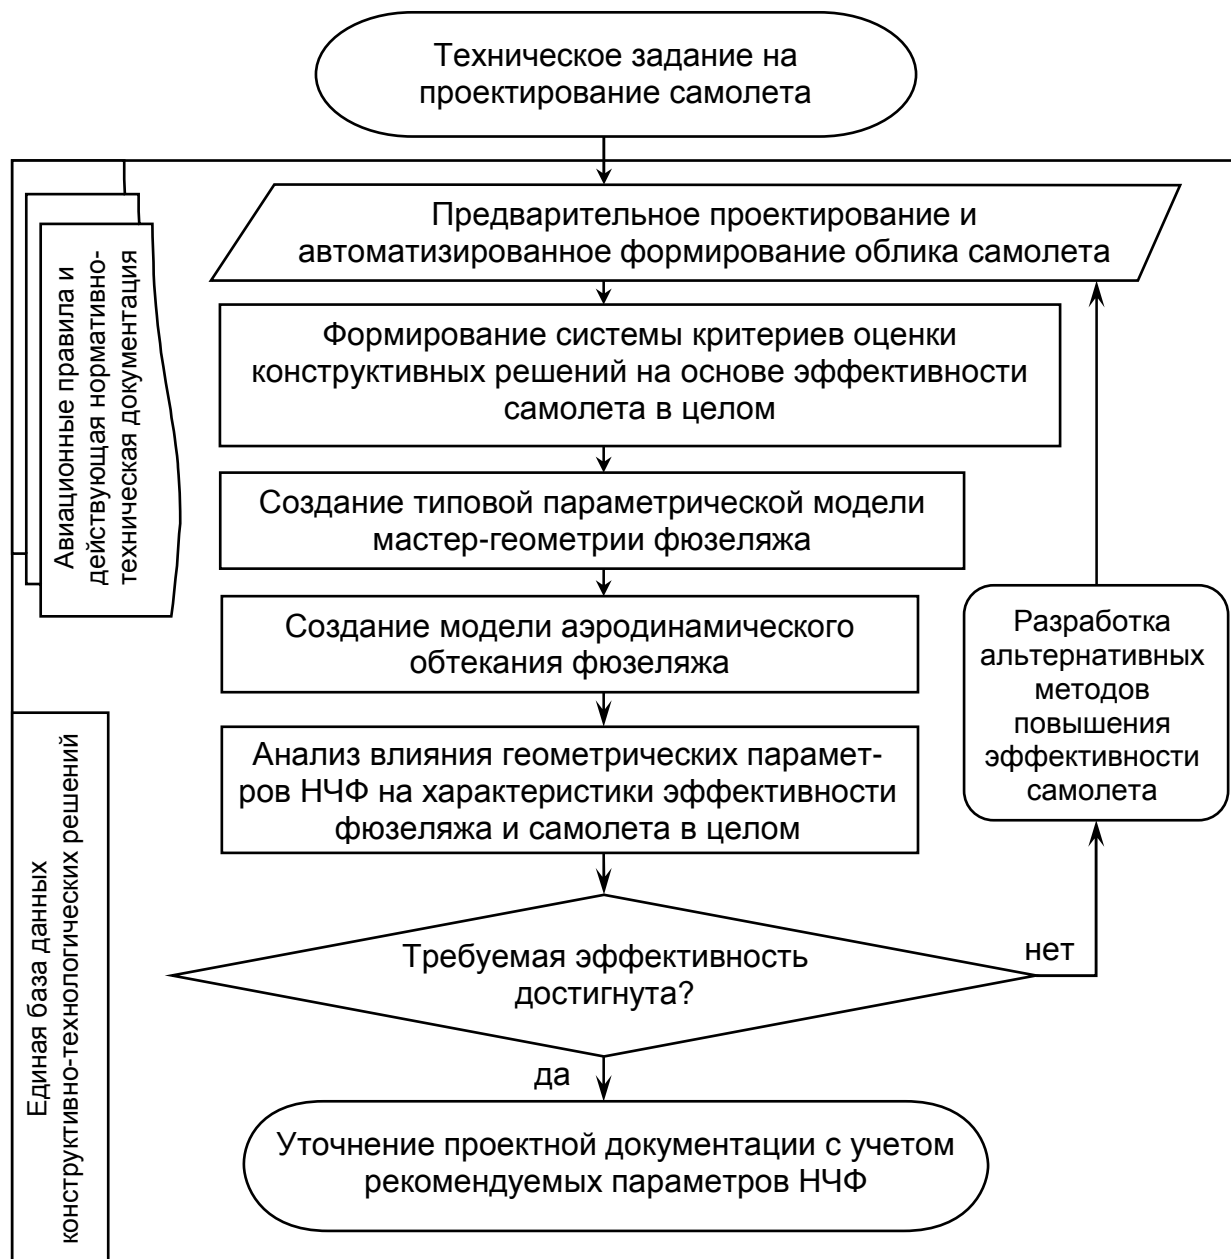 Техническое задание на
проектирование самолета
Предварительное проектирование и
автоматизированное формирование облика самолета
Авиационные правила и
действующая нормативно-
техническая документация
Формирование системы критериев оценки
конструктивных решений на основе эффективности
самолета в целом
Создание типовой параметрической модели
мастер-геометрии фюзеляжа
Создание модели аэродинамического
обтекания фюзеляжа
Разработка
альтернативных
методов
повышения
эффективности
самолета
Анализ влияния геометрических парамет-
ров НЧФ на характеристики эффективности
фюзеляжа и самолета в целом
Единая база данных
конструктивно-технологических решений
Требуемая эффективность
достигнута?
нет
да
Уточнение проектной документации с учетом
рекомендуемых параметров НЧФ